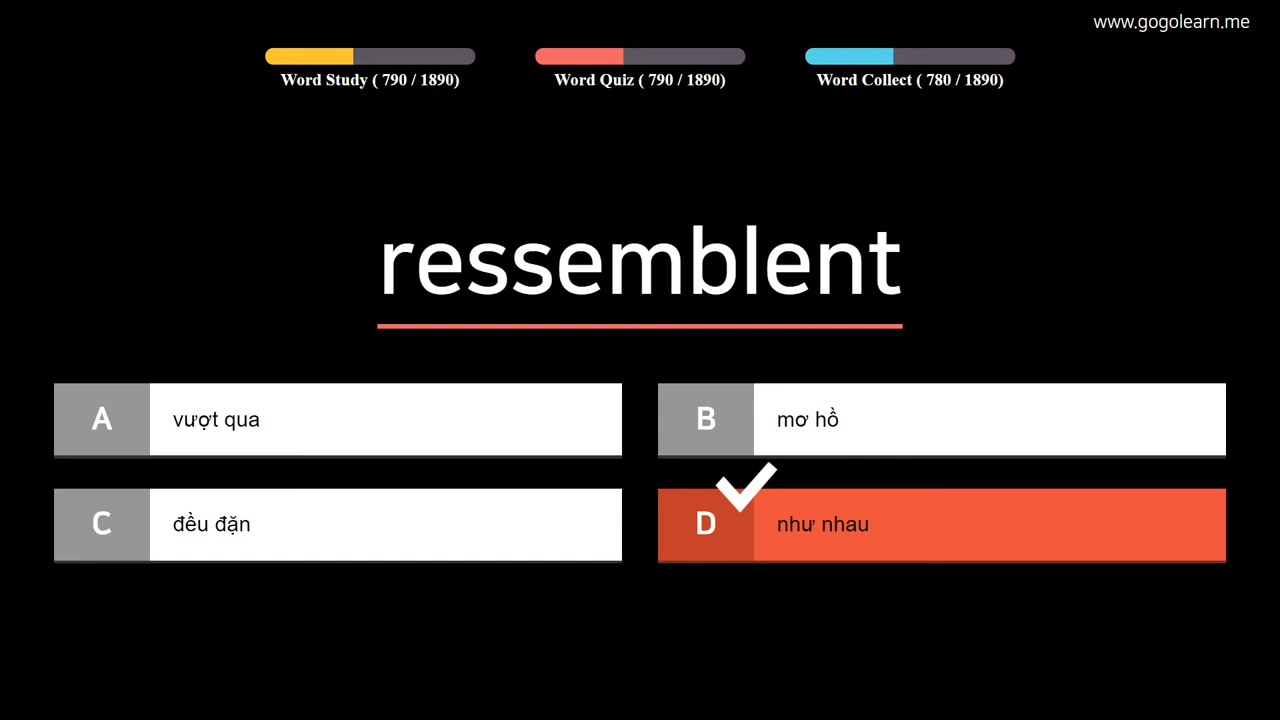 www.gogolearn.me
Word Study ( 790 / 1890)
Word Quiz ( 790 / 1890)
Word Collect ( 780 / 1890)
ressemblent
A vượt qua
B mơ hồ
C đều đặn
D như nhau